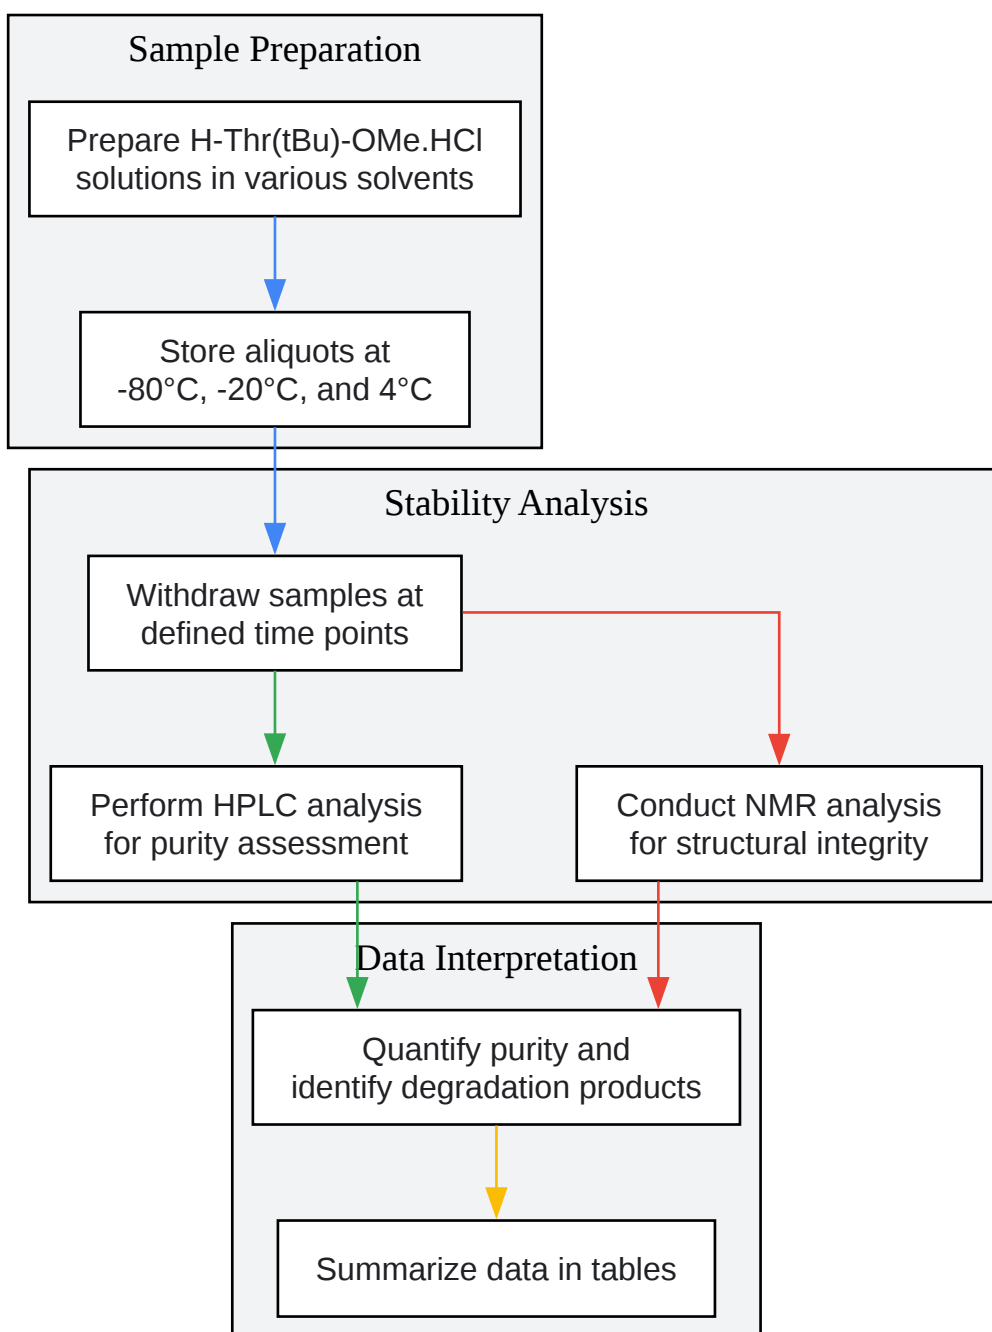 Sample Preparation
Prepare H-Thr(tBu)-OMe.HCl
solutions in various solvents
Store aliquots at
-80°C, -20°C, and 4°C
Stability Analysis
Withdraw samples at
defined time points
Perform HPLC analysis
for purity assessment
Conduct NMR analysis
for structural integrity
Data Interpretation
Quantify purity and
identify degradation products
Summarize data in tables